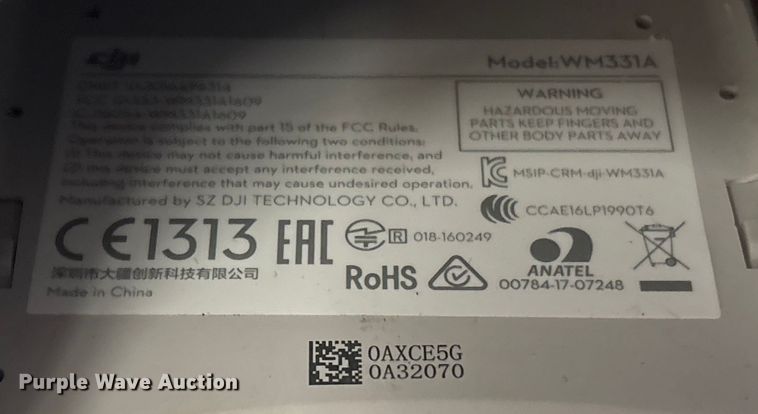 dji
Model:WM331A
WARNING
HAZARDOUS MOVING
PARTS KEEP FINGERS AND
OTHER BODY PARTS AWAY
This device complies with part 15 of the FCC Rules.
Operation is subject to the following two conditions:
(1) This device may not cause harmful interference, and
(2) this device must accept any interference received,
including interference that may cause undesired operation.
Manufactured by SZ DJI TECHNOLOGY CO., LTD.
MSIP-CRM-dji-WM331A
CCAE16LP1990T6
CE1313 EAC
R 018-160249
深圳市大疆创新科技有限公司
Made in China
RoHS
ANATEL
00784-17-07248
0AXCE5G
0A32070
Purple Wave Auction